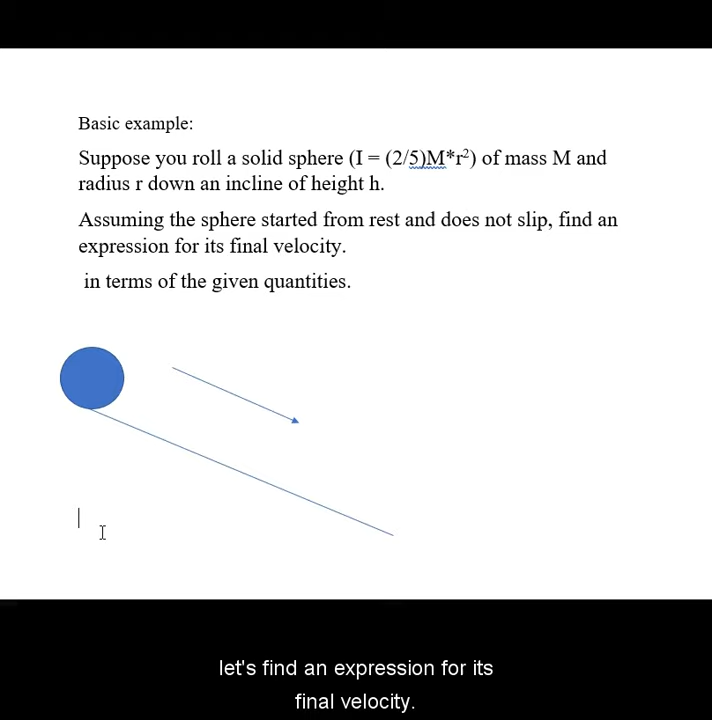 Basic example:
Suppose you roll a solid sphere (I = (2/5)M*r²) of mass M and
radius r down an incline of height h.
Assuming the sphere started from rest and does not slip, find an
expression for its final velocity.
in terms of the given quantities.
let's find an expression for its
final velocity.